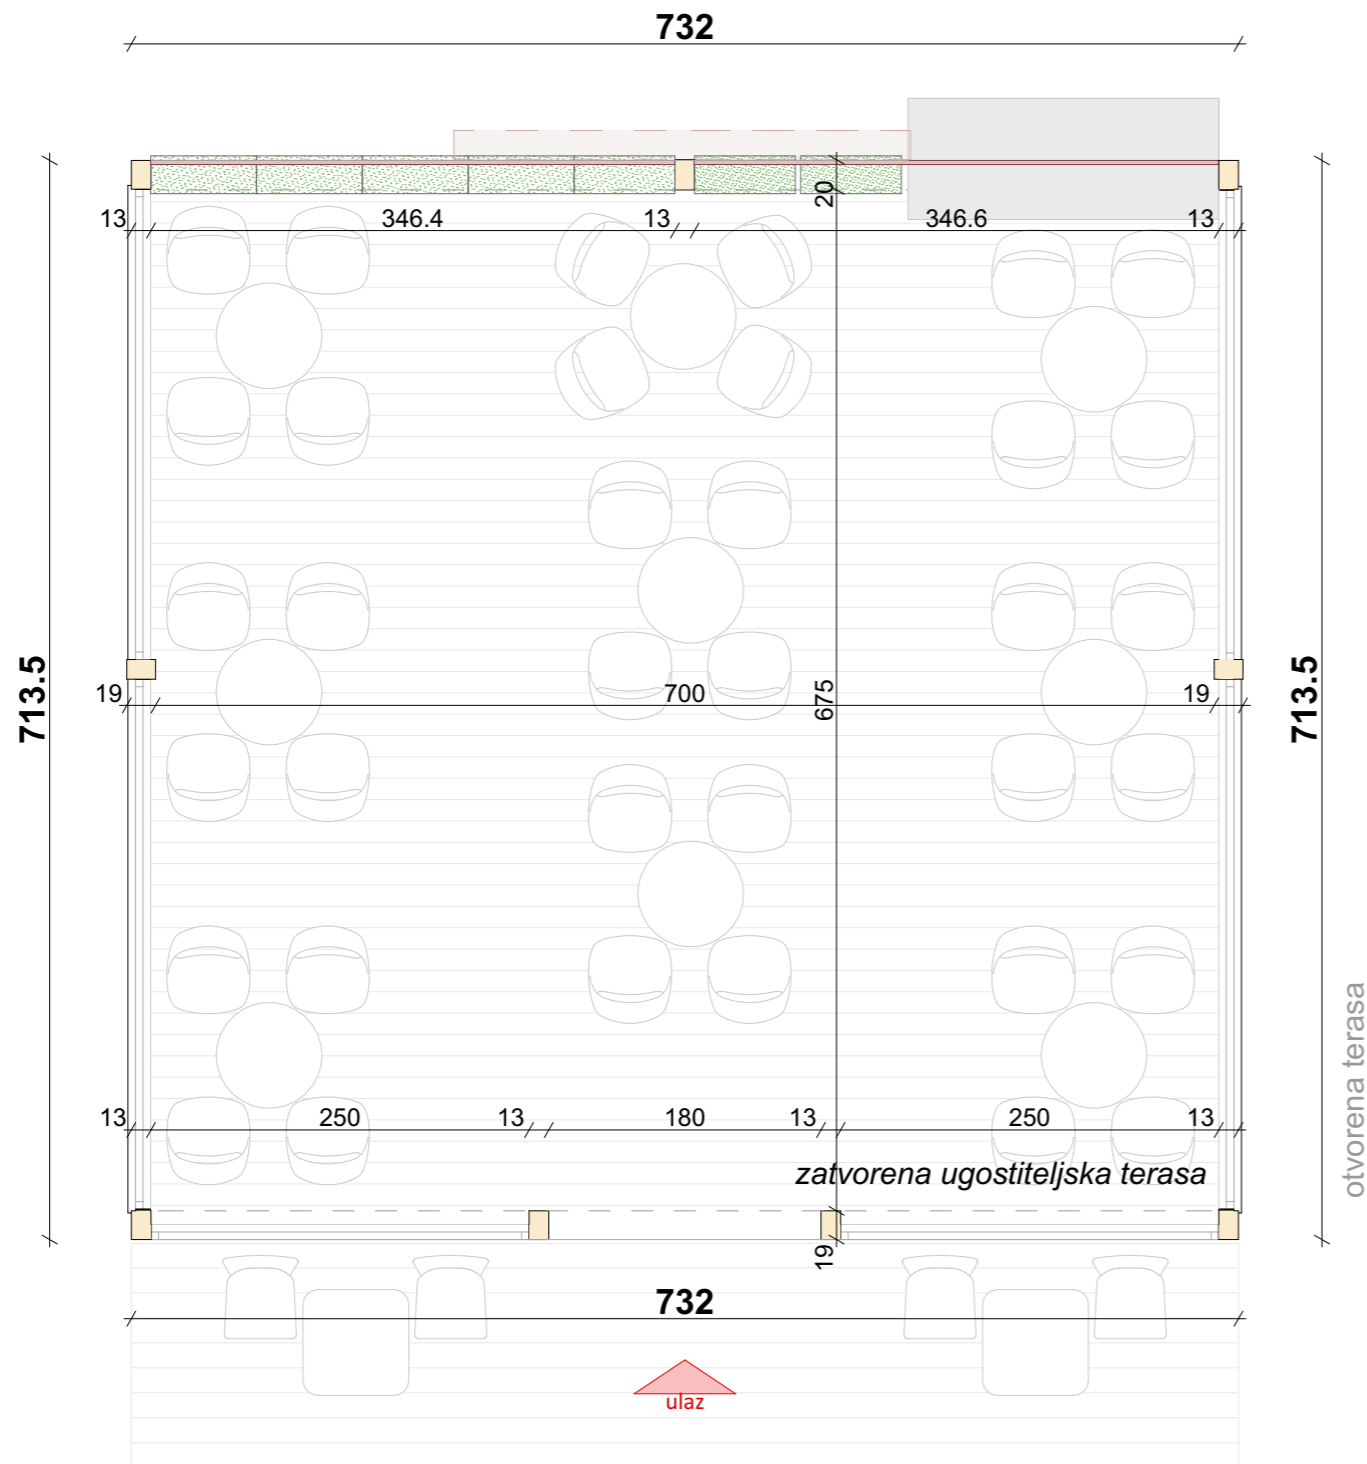 732
20
13 346.4 13 346.6 13
713.5
713.5
19 700 675 19
otvorena terasa
13 250 13 180 13 250 13
zatvorena ugostiteljska terasa
19
732
ulaz